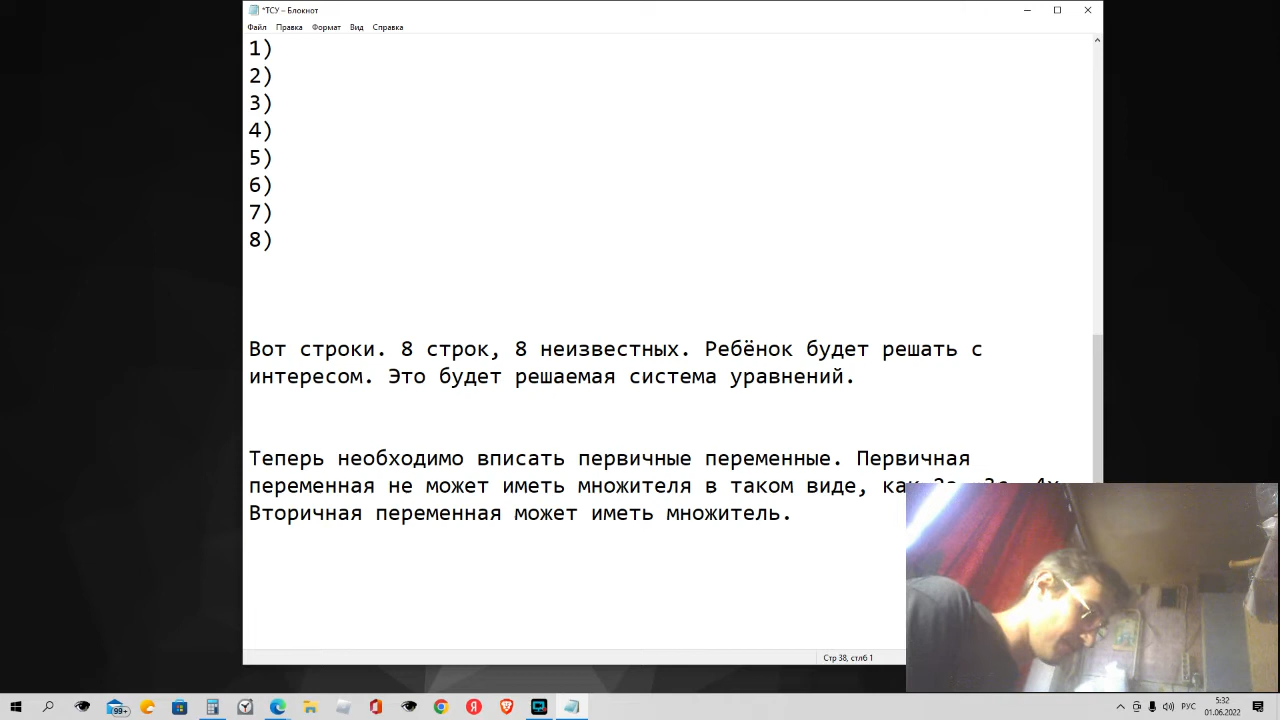 *ТСУ – Блокнот
Файл Правка Формат Вид Справка
1)
2)
3)
4)
5)
6)
7)
8)
Вот строки. 8 строк, 8 неизвестных. Ребёнок будет решать с
интересом. Это будет решаемая система уравнений.
Теперь необходимо вписать первичные переменные. Первичная
переменная не может иметь множителя в таком виде, как
Вторичная переменная может иметь множитель.
Стр 38, стлб 1
99+
РУС
5:32
01.06.2022